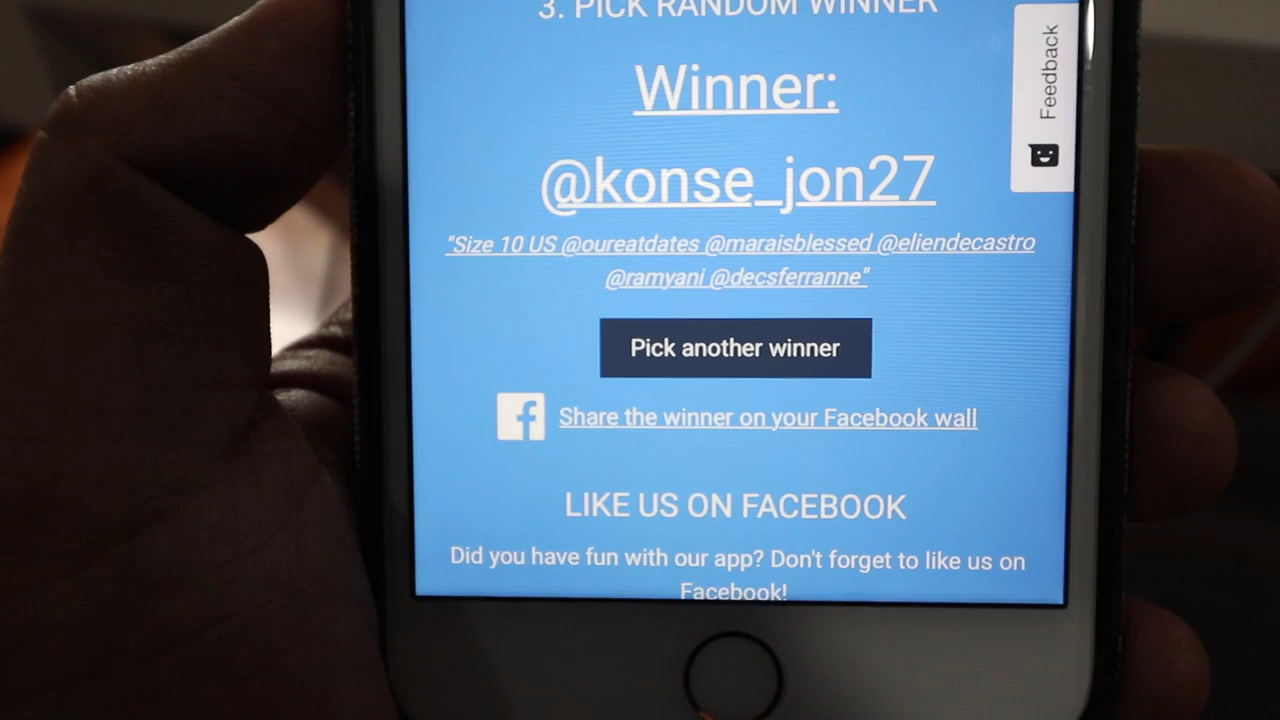 3. PICK RANDOM WINNER
Winner:
@konse_jon27
"Size 10 US @oureatdates @maraisblessed @eliendecastro
@ramyani @decsferranne"
Pick another winner
Share the winner on your Facebook wall
LIKE US ON FACEBOOK
Did you have fun with our app? Don't forget to like us on
Facebook!
Feedback